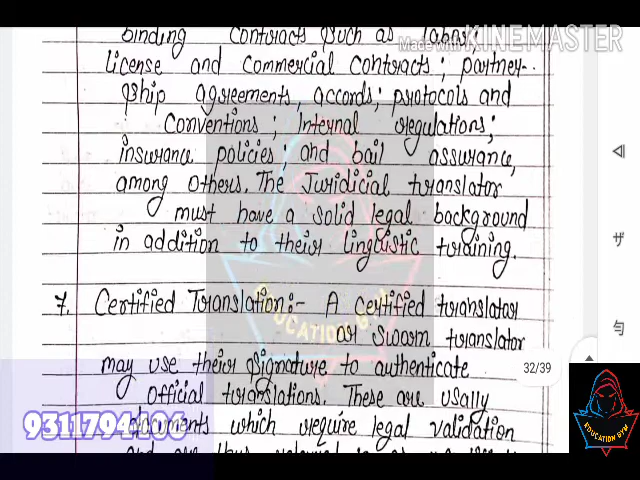 binding contracts such as labor,
Made with KINEMASTER
license and commercial contracts; partner-
ship agreements, accords; protocols and
conventions; internal regulations;
insurance policies; and bail assurance,
among others. The Juridicial translator
must have a solid legal background
in addition to their linguistic training.
7. Certified Translation:- A certified translator
or sworn translator
may use their signature to authenticate
official translations. These are usally
documents which require legal validation
32/39
EDUCATION GYM
EDUCATION GYM